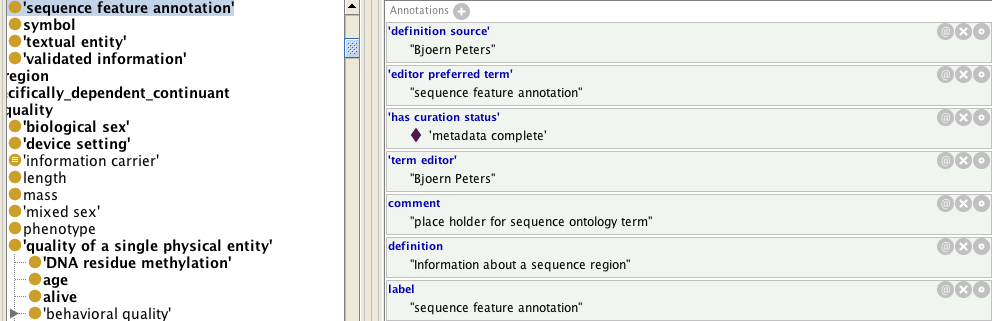 'sequence feature annotation'
symbol
'textual entity'
'validated information'
region
cifically_dependent_continuant
quality
'biological sex'
'device setting'
'information carrier'
length
mass
'mixed sex'
phenotype
'quality of a single physical entity'
'DNA residue methylation'
age
alive
'behavioral quality'
Annotations
'definition source'
"Bjoern Peters"
'editor preferred term'
"sequence feature annotation"
'has curation status'
'metadata complete'
'term editor'
"Bjoern Peters"
comment
"place holder for sequence ontology term"
definition
"Information about a sequence region"
label
"sequence feature annotation"